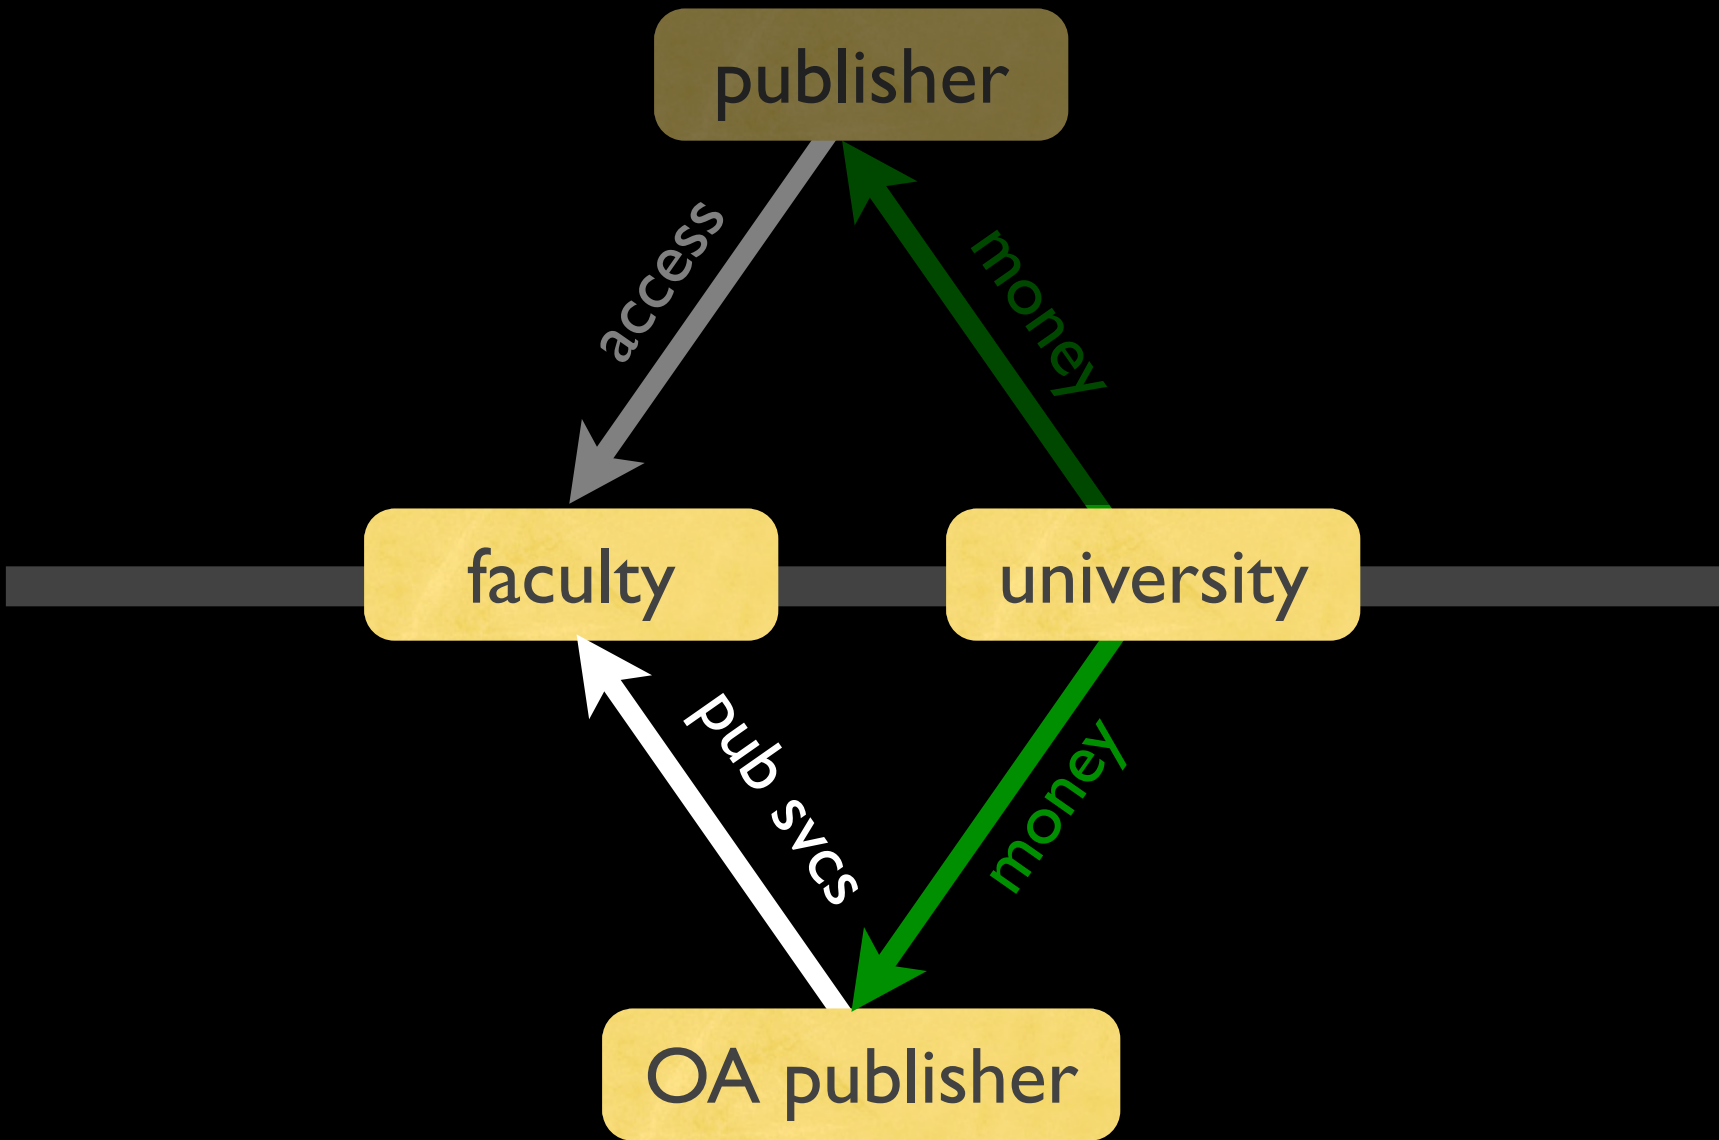 publisher
access
money
faculty
university
pub svcs
money
OA publisher